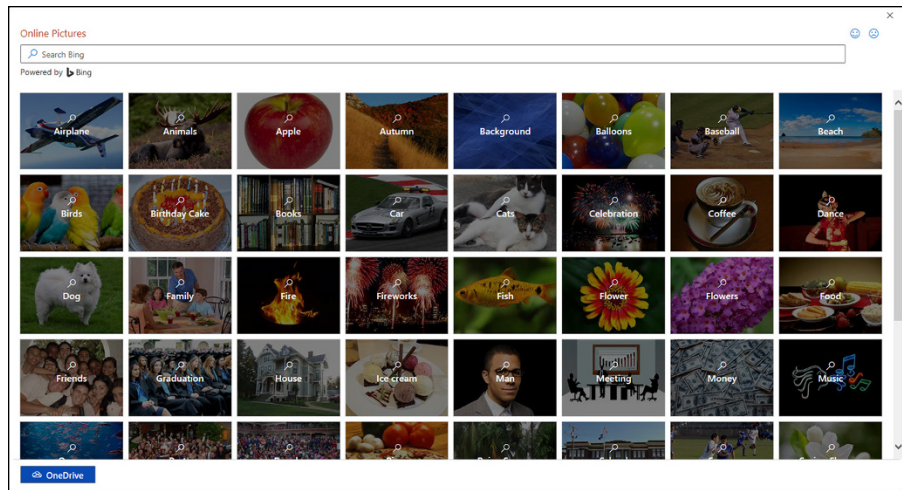 Online Pictures
Search Bing
Powered by Bing
Airplane
Animals
Apple
Autumn
Background
Balloons
Baseball
Beach
Birds
Birthday Cake
Books
Car
Cats
Celebration
Coffee
Dance
Dog
Family
Fire
Fireworks
Fish
Flower
Flowers
Food
Friends
Graduation
House
Ice cream
Man
Meeting
Money
Music
OneDrive